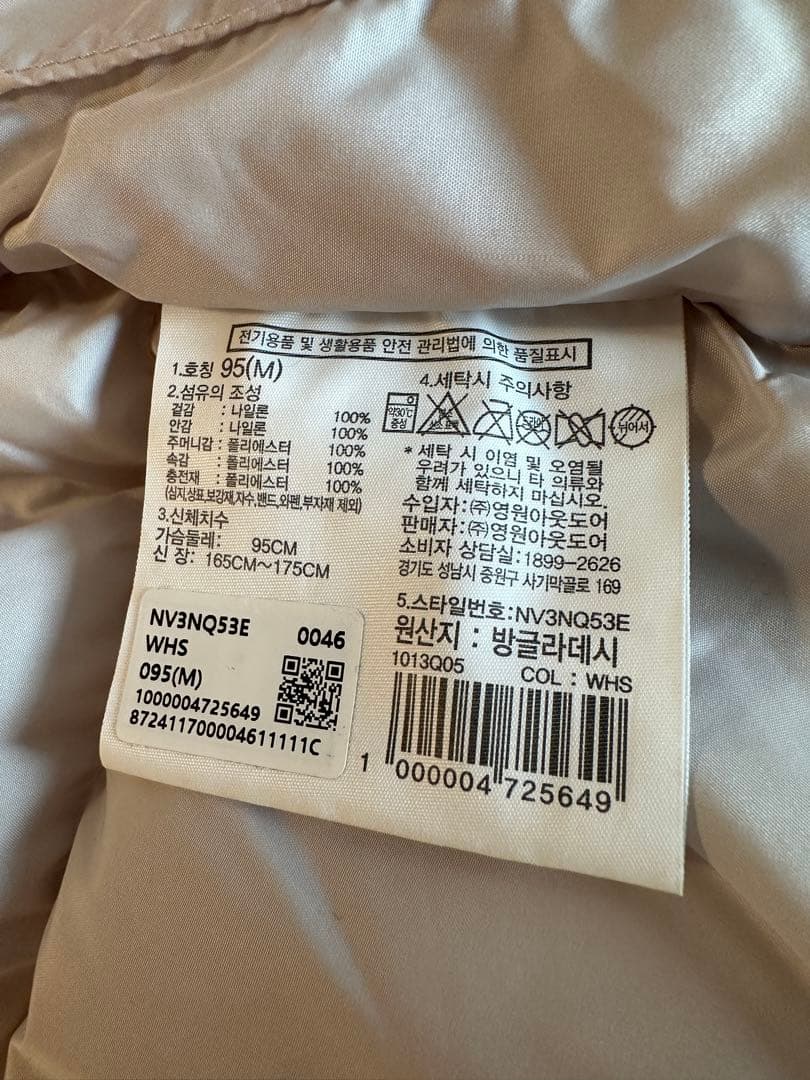 전기용품 및 생활용품 안전 관리법에 의한 품질표시
1.호칭 95(M)
2.섬유의 조성
겉감 : 나일론 100%
안감 : 나일론 100%
주머니감 : 폴리에스터 100%
속감 : 폴리에스터 100%
충전재 : 폴리에스터 100%
(심지,상표,보강재,자수,밴드,와펜,부자재 제외)
3.신체치수
가슴둘레: 95CM
신 장: 165CM~175CM
4.세탁시 주의사항
약30℃
중성
뉘어서
* 세탁 시 이염 및 오염될
우려가 있으니 타 의류와
함께 세탁하지 마십시오.
수입자:(주)영원아웃도어
판매자:(주)영원아웃도어
소비자 상담실:1899-2626
경기도 성남시 중원구 사기막골로 169
5.스타일번호:NV3NQ53E
원산지 : 방글라데시
1013Q05 COL : WHS
1 000004 725649
NV3NQ53E 0046
WHS
095(M)
1000004725649
872411700004611111C